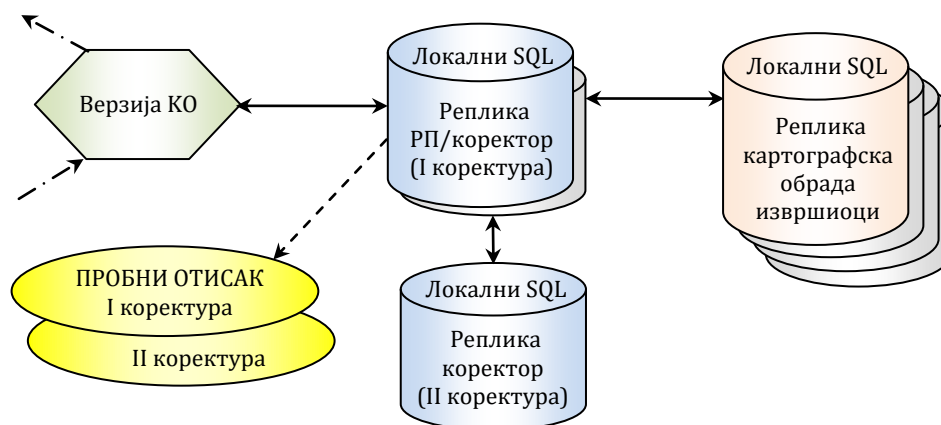 Верзија КО
Локални SQL
Реплика
РП/коректор
(I коректура)
Локални SQL
Реплика
картографска
обрада
извршиоци
ПРОБНИ ОТИСАК
I коректура
II коректура
Локални SQL
Реплика
коректор
(II коректура)